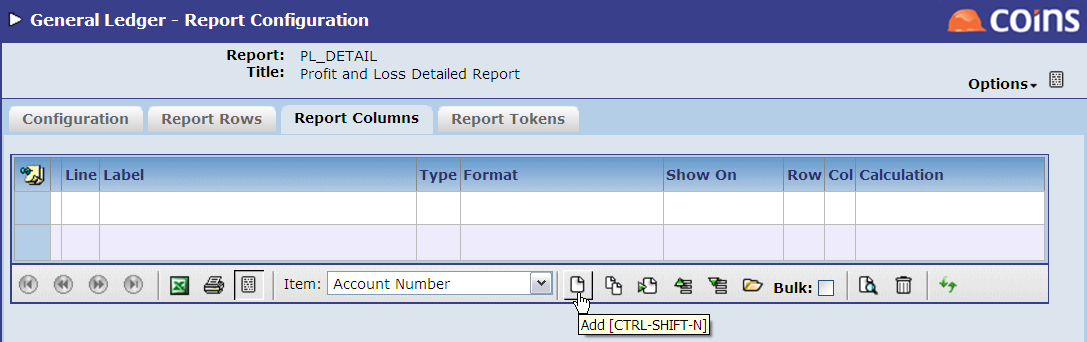 General Ledger - Report Configuration
coins
Report: PL_DETAIL
Title: Profit and Loss Detailed Report
Options
Configuration Report Rows Report Columns Report Tokens
Line Label Type Format Show On Row Col Calculation
Item: Account Number Bulk:
Add [CTRL-SHIFT-N]